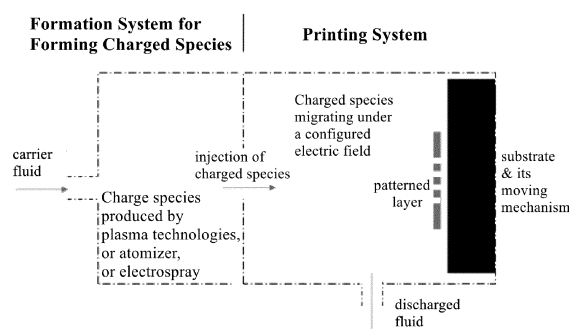 Formation System for
Forming Charged Species
Printing System
Charged species
migrating under
a configured
electric field
carrier
fluid
injection of
charged species
substrate
& its
moving
mechanism
patterned
layer
Charge species
produced by
plasma technologies,
or atomizer,
or electrospray
discharged
fluid